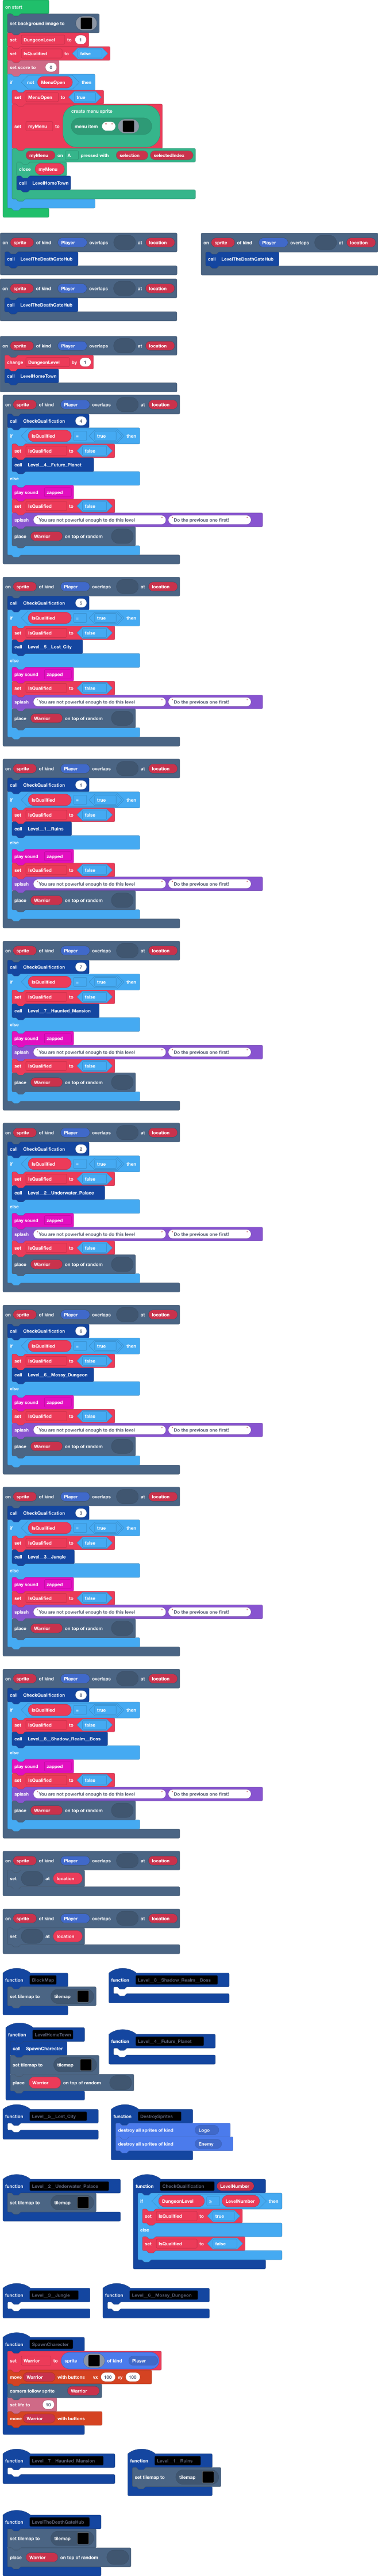 on start
set background image to
set DungeonLevel to 1
set IsQualified to false
set score to 0
if not MenuOpen then
set MenuOpen to true
create menu sprite
set myMenu to menu item " "
myMenu on A pressed with selection selectedIndex
close myMenu
call LevelHomeTown
on sprite of kind Player overlaps at location
call LevelTheDeathGateHub
on sprite of kind Player overlaps at location
call LevelTheDeathGateHub
on sprite of kind Player overlaps at location
call LevelTheDeathGateHub
on sprite of kind Player overlaps at location
change DungeonLevel by 1
call LevelHomeTown
on sprite of kind Player overlaps at location
call CheckQualification 4
if IsQualified = true then
set IsQualified to false
call Level__4__Future_Planet
else
play sound zapped
set IsQualified to false
splash "You are not powerful enough to do this level" "Do the previous one first!"
place Warrior on top of random
on sprite of kind Player overlaps at location
call CheckQualification 5
if IsQualified = true then
set IsQualified to false
call Level__5__Lost_City
else
play sound zapped
set IsQualified to false
splash "You are not powerful enough to do this level" "Do the previous one first!"
place Warrior on top of random
on sprite of kind Player overlaps at location
call CheckQualification 1
if IsQualified = true then
set IsQualified to false
call Level__1__Ruins
else
play sound zapped
set IsQualified to false
splash "You are not powerful enough to do this level" "Do the previous one first!"
place Warrior on top of random
on sprite of kind Player overlaps at location
call CheckQualification 7
if IsQualified = true then
set IsQualified to false
call Level__7__Haunted_Mansion
else
play sound zapped
splash "You are not powerful enough to do this level" "Do the previous one first!"
set IsQualified to false
place Warrior on top of random
on sprite of kind Player overlaps at location
call CheckQualification 2
if IsQualified = true then
set IsQualified to false
call Level__2__Underwater_Palace
else
play sound zapped
splash "You are not powerful enough to do this level" "Do the previous one first!"
set IsQualified to false
place Warrior on top of random
on sprite of kind Player overlaps at location
call CheckQualification 6
if IsQualified = true then
set IsQualified to false
call Level__6__Mossy_Dungeon
else
play sound zapped
set IsQualified to false
splash "You are not powerful enough to do this level" "Do the previous one first!"
place Warrior on top of random
on sprite of kind Player overlaps at location
call CheckQualification 3
if IsQualified = true then
set IsQualified to false
call Level__3__Jungle
else
play sound zapped
set IsQualified to false
splash "You are not powerful enough to do this level" "Do the previous one first!"
place Warrior on top of random
on sprite of kind Player overlaps at location
call CheckQualification 8
if IsQualified = true then
set IsQualified to false
call Level__8__Shadow_Realm__Boss
else
play sound zapped
set IsQualified to false
splash "You are not powerful enough to do this level" "Do the previous one first!"
place Warrior on top of random
on sprite of kind Player overlaps at location
set at location
on sprite of kind Player overlaps at location
set at location
function BlockMap
set tilemap to tilemap
function Level__8__Shadow_Realm__Boss
function LevelHomeTown
call SpawnCharecter
set tilemap to tilemap
place Warrior on top of random
function Level__4__Future_Planet
function Level__5__Lost_City
function DestroySprites
destroy all sprites of kind Logo
destroy all sprites of kind Enemy
function Level__2__Underwater_Palace
set tilemap to tilemap
function CheckQualification LevelNumber
if DungeonLevel ≥ LevelNumber then
set IsQualified to true
else
set IsQualified to false
function Level__3__Jungle
function Level__6__Mossy_Dungeon
function SpawnCharecter
set Warrior to sprite of kind Player
move Warrior with buttons vx 100 vy 100
camera follow sprite Warrior
set life to 10
move Warrior with buttons
function Level__7__Haunted_Mansion
function Level__1__Ruins
set tilemap to tilemap
function LevelTheDeathGateHub
set tilemap to tilemap
place Warrior on top of random